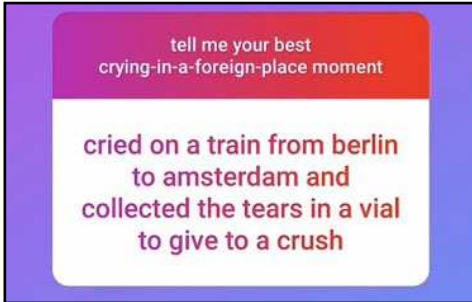 tell me your best
crying-in-a-foreign-place moment
cried on a train from berlin
to amsterdam and
collected the tears in a vial
to give to a crush